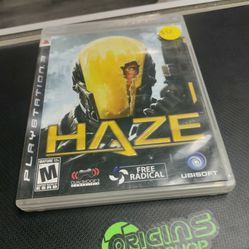 PLAYSTATION 3
HAZE
MATURE 17+
M
ESRB
FREE
RADICAL
UBISOFT
ORIGINS